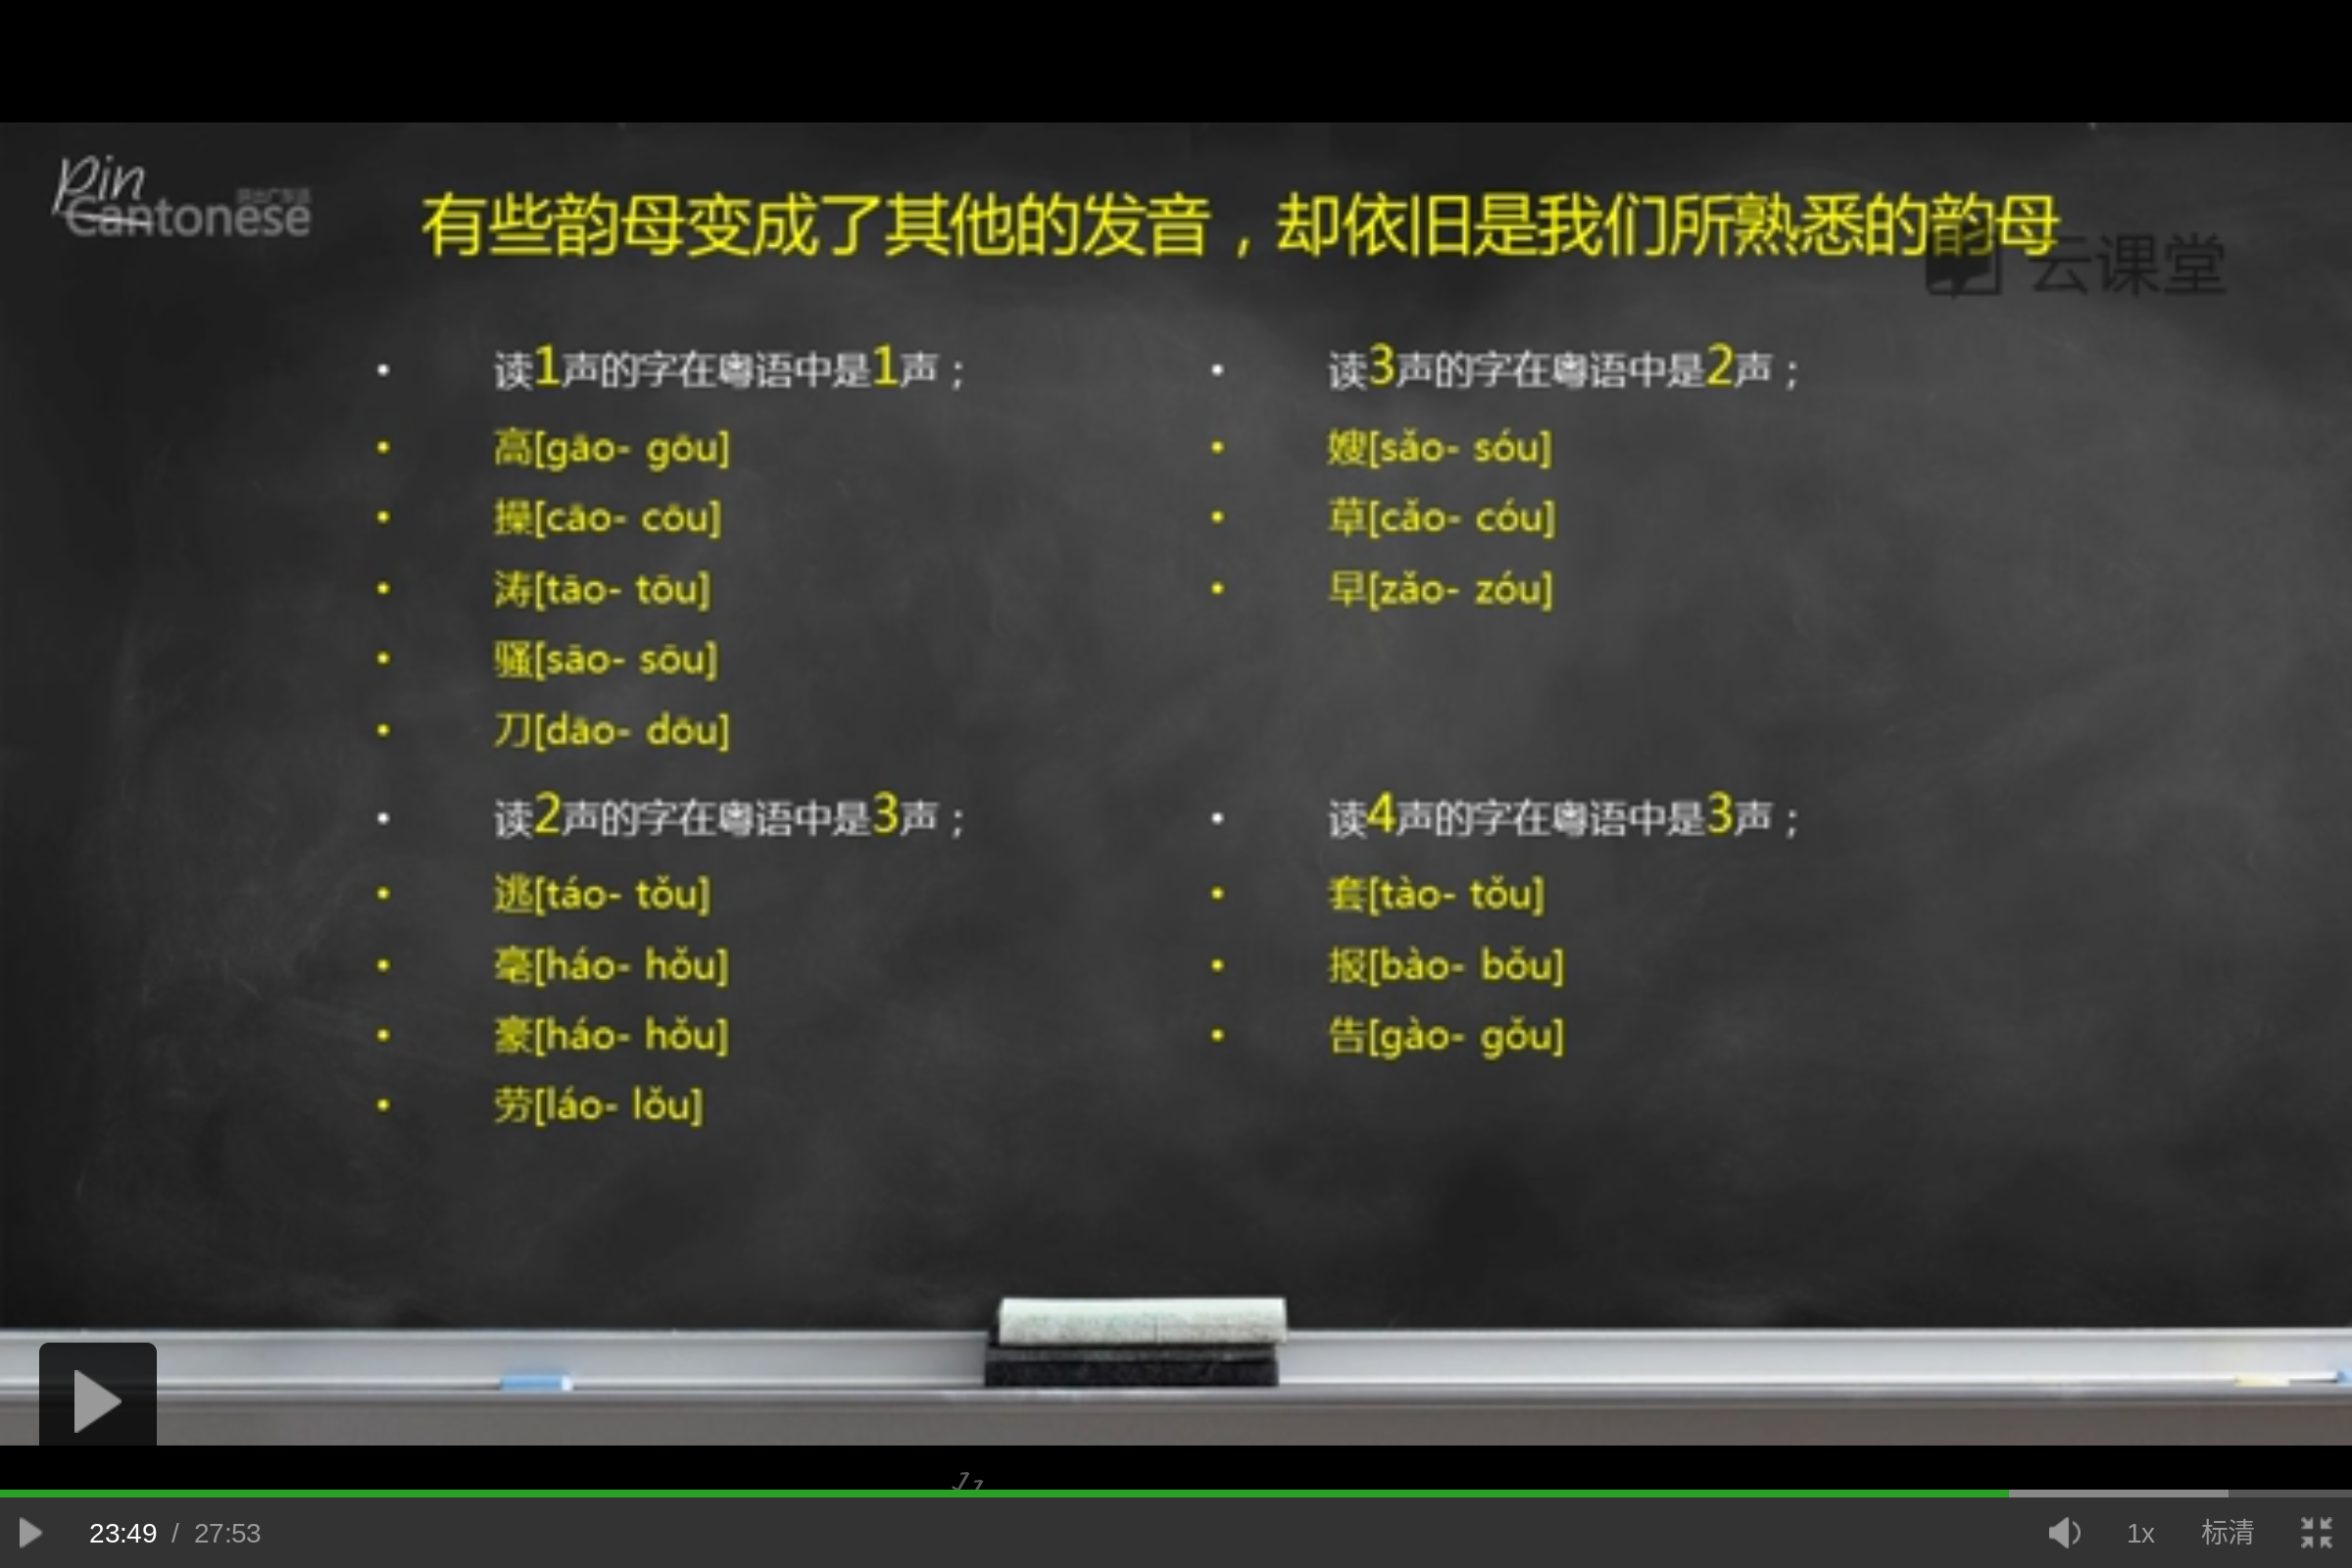 Pin
Cantonese
有些韵母变成了其他的发音，却依旧是我们所熟悉的韵母
云课堂
• 读1声的字在粤语中是1声；
• 高[gāo- gōu]
• 操[cāo- cōu]
• 涛[tāo- tōu]
• 骚[sāo- sōu]
• 刀[dāo- dōu]
• 读2声的字在粤语中是3声；
• 逃[táo- tǒu]
• 毫[háo- hǒu]
• 豪[háo- hǒu]
• 劳[láo- lǒu]
• 读3声的字在粤语中是2声；
• 嫂[sǎo- sóu]
• 草[cǎo- cóu]
• 早[zǎo- zóu]
• 读4声的字在粤语中是3声；
• 套[tào- tǒu]
• 报[bào- bǒu]
• 告[gào- gǒu]
23:49 / 27:53
1x
标清